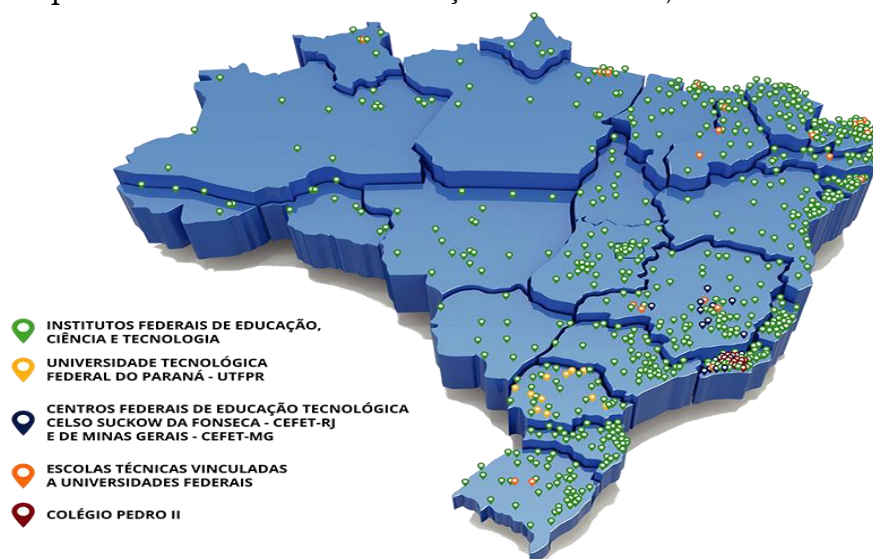 INSTITUTOS FEDERAIS DE EDUCAÇÃO,
CIÊNCIA E TECNOLOGIA
UNIVERSIDADE TECNOLÓGICA
FEDERAL DO PARANÁ - UTFPR
CENTROS FEDERAIS DE EDUCAÇÃO TECNOLÓGICA
CELSO SUCKOW DA FONSECA - CEFET-RJ
E DE MINAS GERAIS - CEFET-MG
ESCOLAS TÉCNICAS VINCULADAS
A UNIVERSIDADES FEDERAIS
COLÉGIO PEDRO II